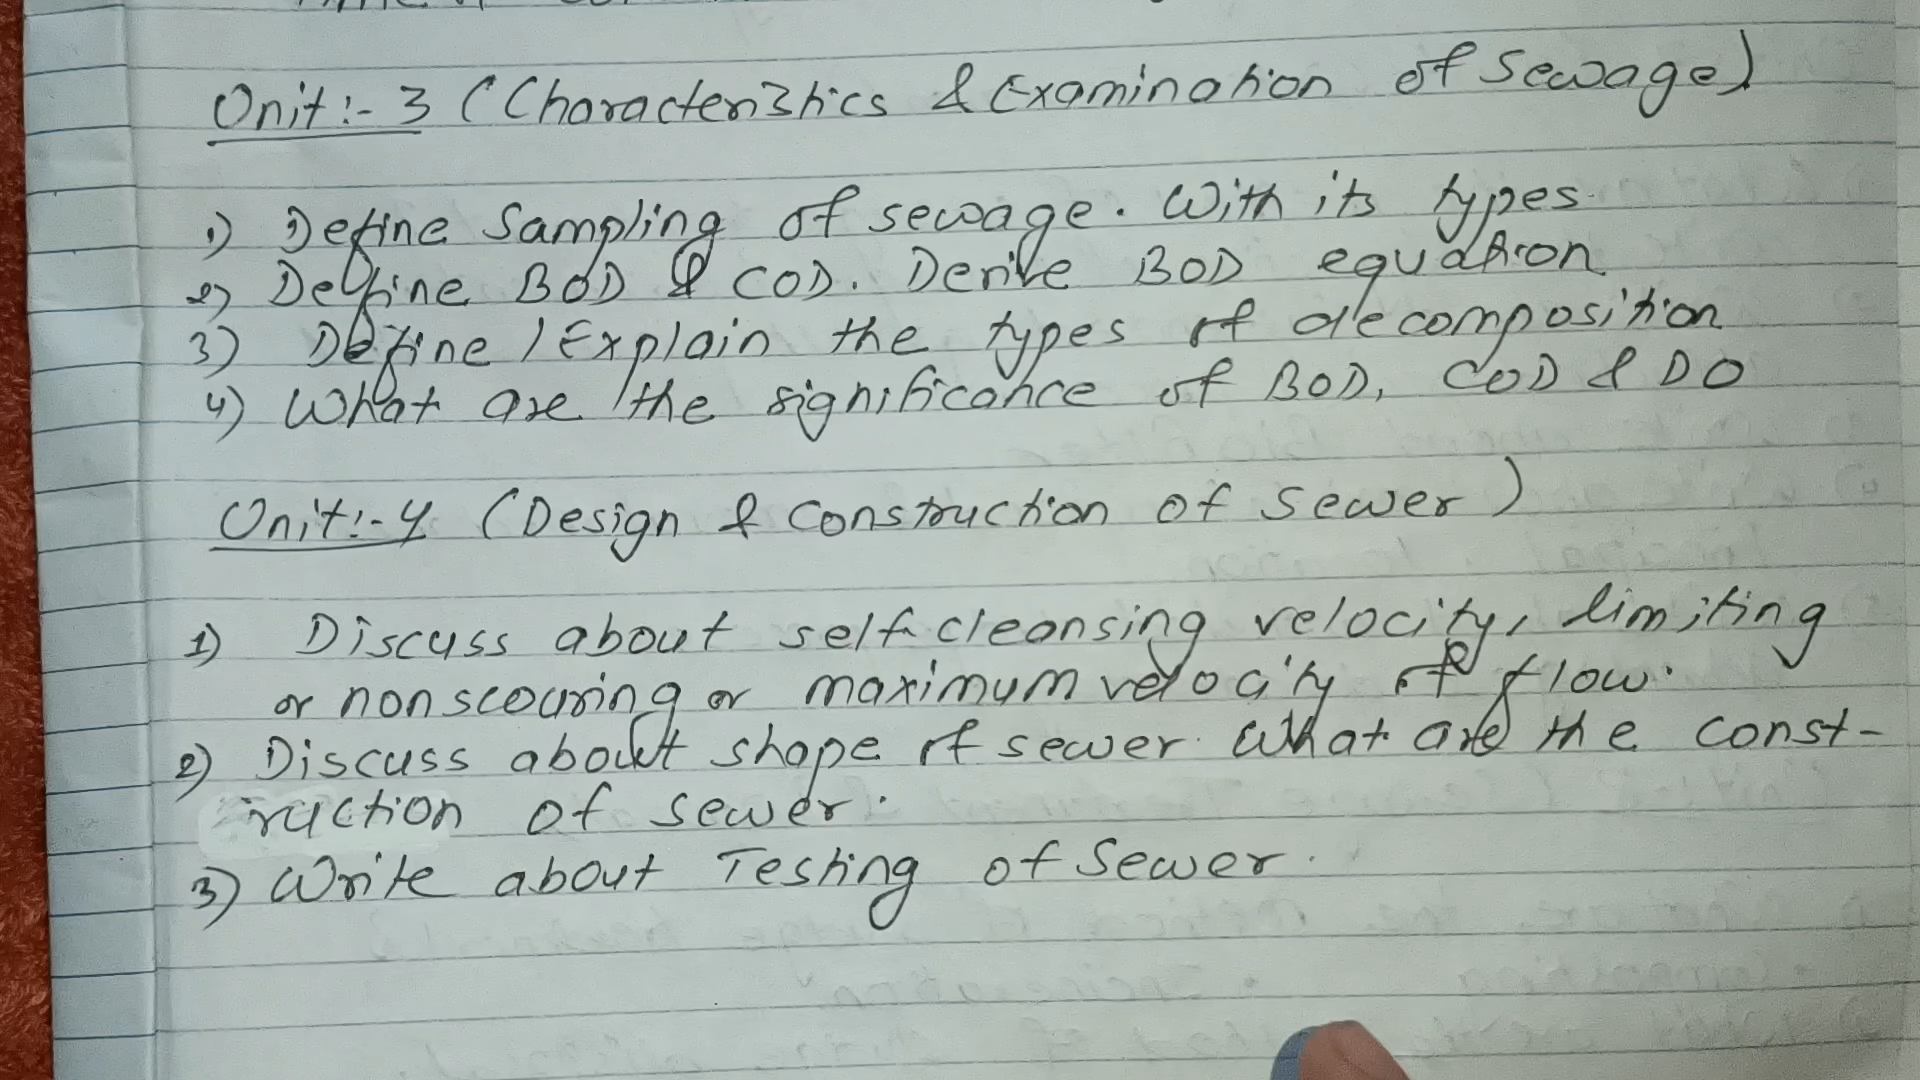 Unit:- 3 (Characteristics & Examination of Sewage)
1) Define Sampling of sewage. With its types.
2) Define BOD & COD. Derive BOD equation
3) Define / Explain the types of decomposition
4) What are the significance of BOD, COD & DO
Unit:-4 (Design & Construction of Sewer)
1) Discuss about self cleansing velocity, limiting
or nonscouring or maximum velocity of flow.
2) Discuss about shape of sewer. What are the const-
ruction of sewer.
3) Write about Testing of Sewer.